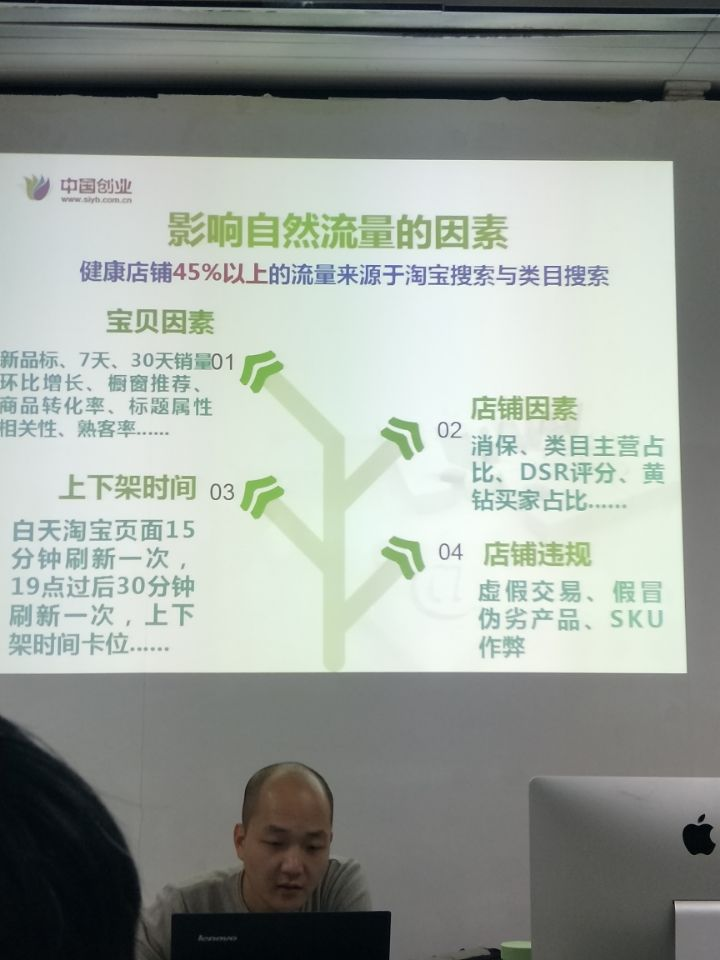 中国创业
www.siyb.com.cn
影响自然流量的因素
健康店铺45%以上的流量来源于淘宝搜索与类目搜索
宝贝因素
01
新品标、7天、30天销量
环比增长、橱窗推荐、
商品转化率、标题属性
相关性、熟客率......
店铺因素
02
消保、类目主营占
比、DSR评分、黄
钻买家占比......
上下架时间
03
白天淘宝页面15
分钟刷新一次，
19点过后30分钟
刷新一次，上下
架时间卡位......
04
店铺违规
虚假交易、假冒
伪劣产品、SKU
作弊
lenovo